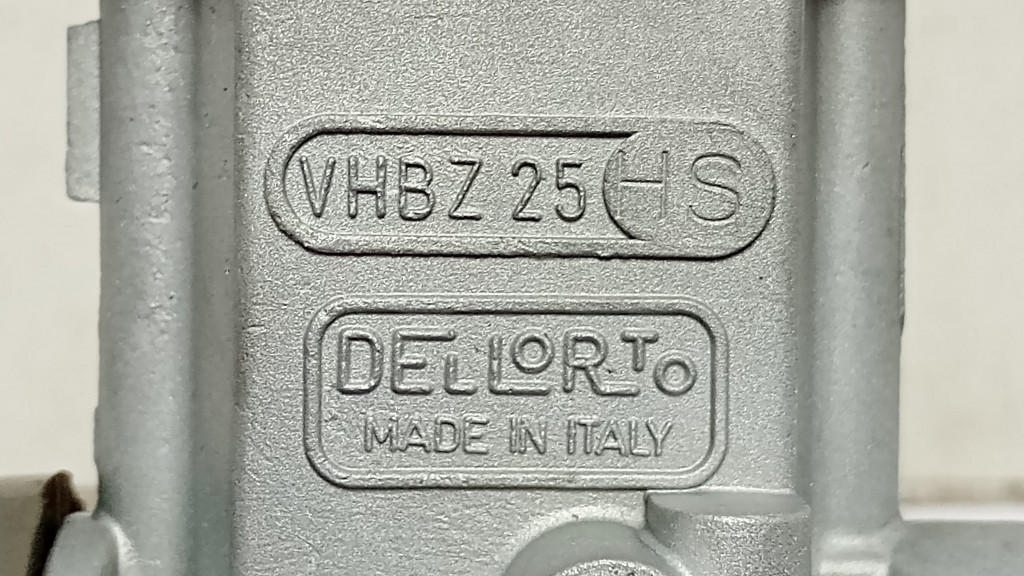 VHBZ 25 HS
DELLORTO
MADE IN ITALY